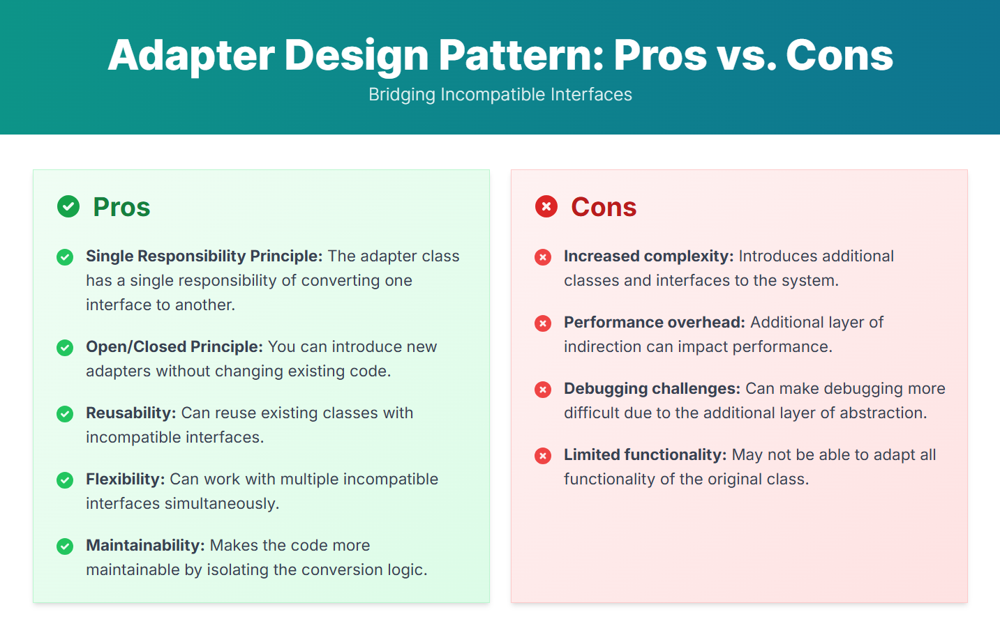 Adapter Design Pattern: Pros vs. Cons
Bridging Incompatible Interfaces
Pros
Single Responsibility Principle: The adapter class
has a single responsibility of converting one
interface to another.
Open/Closed Principle: You can introduce new
adapters without changing existing code.
Reusability: Can reuse existing classes with
incompatible interfaces.
Flexibility: Can work with multiple incompatible
interfaces simultaneously.
Maintainability: Makes the code more
maintainable by isolating the conversion logic.
Cons
Increased complexity: Introduces additional
classes and interfaces to the system.
Performance overhead: Additional layer of
indirection can impact performance.
Debugging challenges: Can make debugging more
difficult due to the additional layer of abstraction.
Limited functionality: May not be able to adapt all
functionality of the original class.